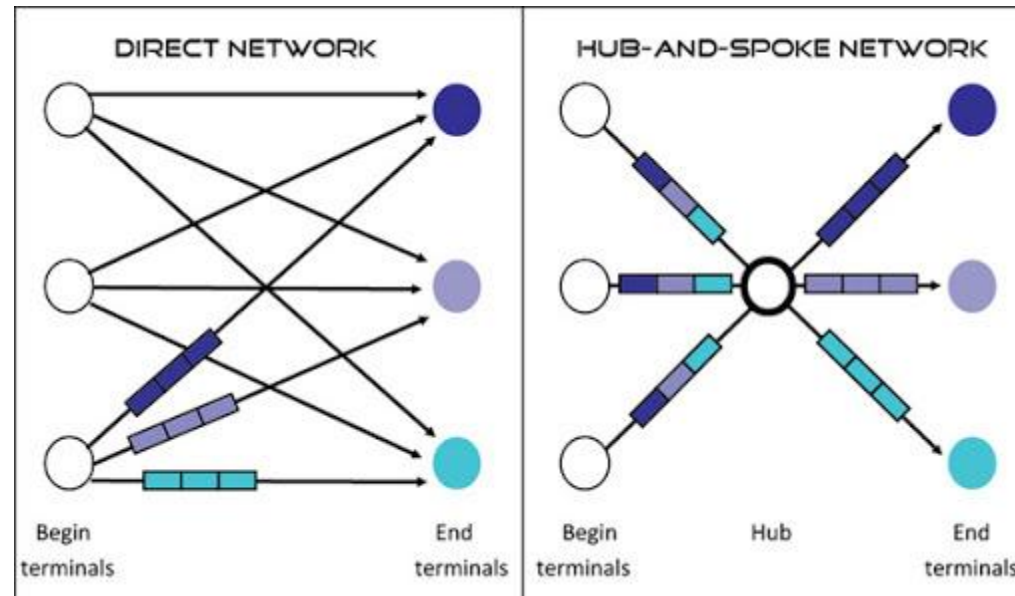 DIRECT NETWORK
Begin
terminals
End
terminals
HUB-AND-SPOKE NETWORK
Begin
terminals
Hub
End
terminals